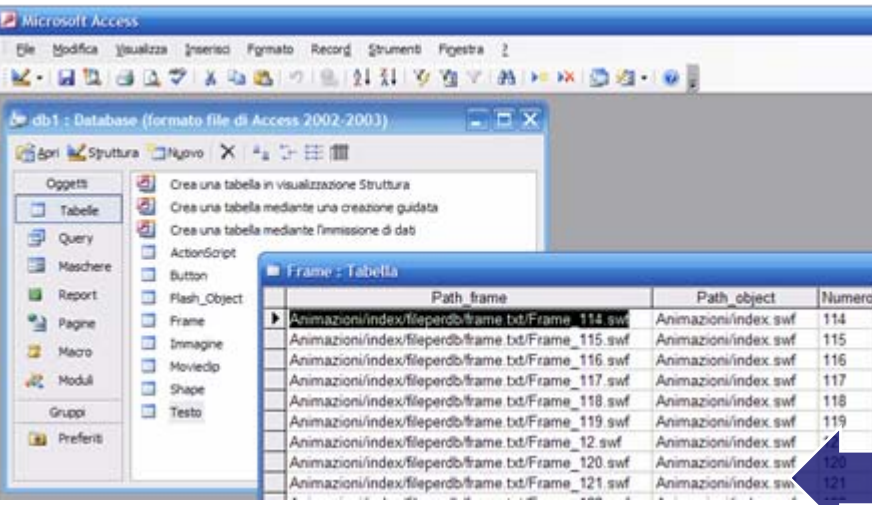 Microsoft Access
File Modifica Visualizza Inserisci Formato Record Strumenti Finestra ?
db1 : Database (formato file di Access 2002-2003)
Apri Struttura Nuovo
Oggetti
Tabelle
Query
Maschere
Report
Pagine
Macro
Moduli
Gruppi
Preferiti
Crea una tabella in visualizzazione Struttura
Crea una tabella mediante una creazione guidata
Crea una tabella mediante l'immissione di dati
ActionScript
Button
Flash_Object
Frame
Immagine
Movieclip
Shape
Testo
Frame : Tabella
Path_frame Path_object Numero
Animazioni/index/fileperdb/frame.txt/Frame_114.swf Animazioni/index.swf 114
Animazioni/index/fileperdb/frame.txt/Frame_115.swf Animazioni/index.swf 115
Animazioni/index/fileperdb/frame.txt/Frame_116.swf Animazioni/index.swf 116
Animazioni/index/fileperdb/frame.txt/Frame_117.swf Animazioni/index.swf 117
Animazioni/index/fileperdb/frame.txt/Frame_118.swf Animazioni/index.swf 118
Animazioni/index/fileperdb/frame.txt/Frame_119.swf Animazioni/index.swf 119
Animazioni/index/fileperdb/frame.txt/Frame_12.swf Animazioni/index.swf
Animazioni/index/fileperdb/frame.txt/Frame_120.swf Animazioni/index.swf 120
Animazioni/index/fileperdb/frame.txt/Frame_121.swf Animazioni/index.sw 121